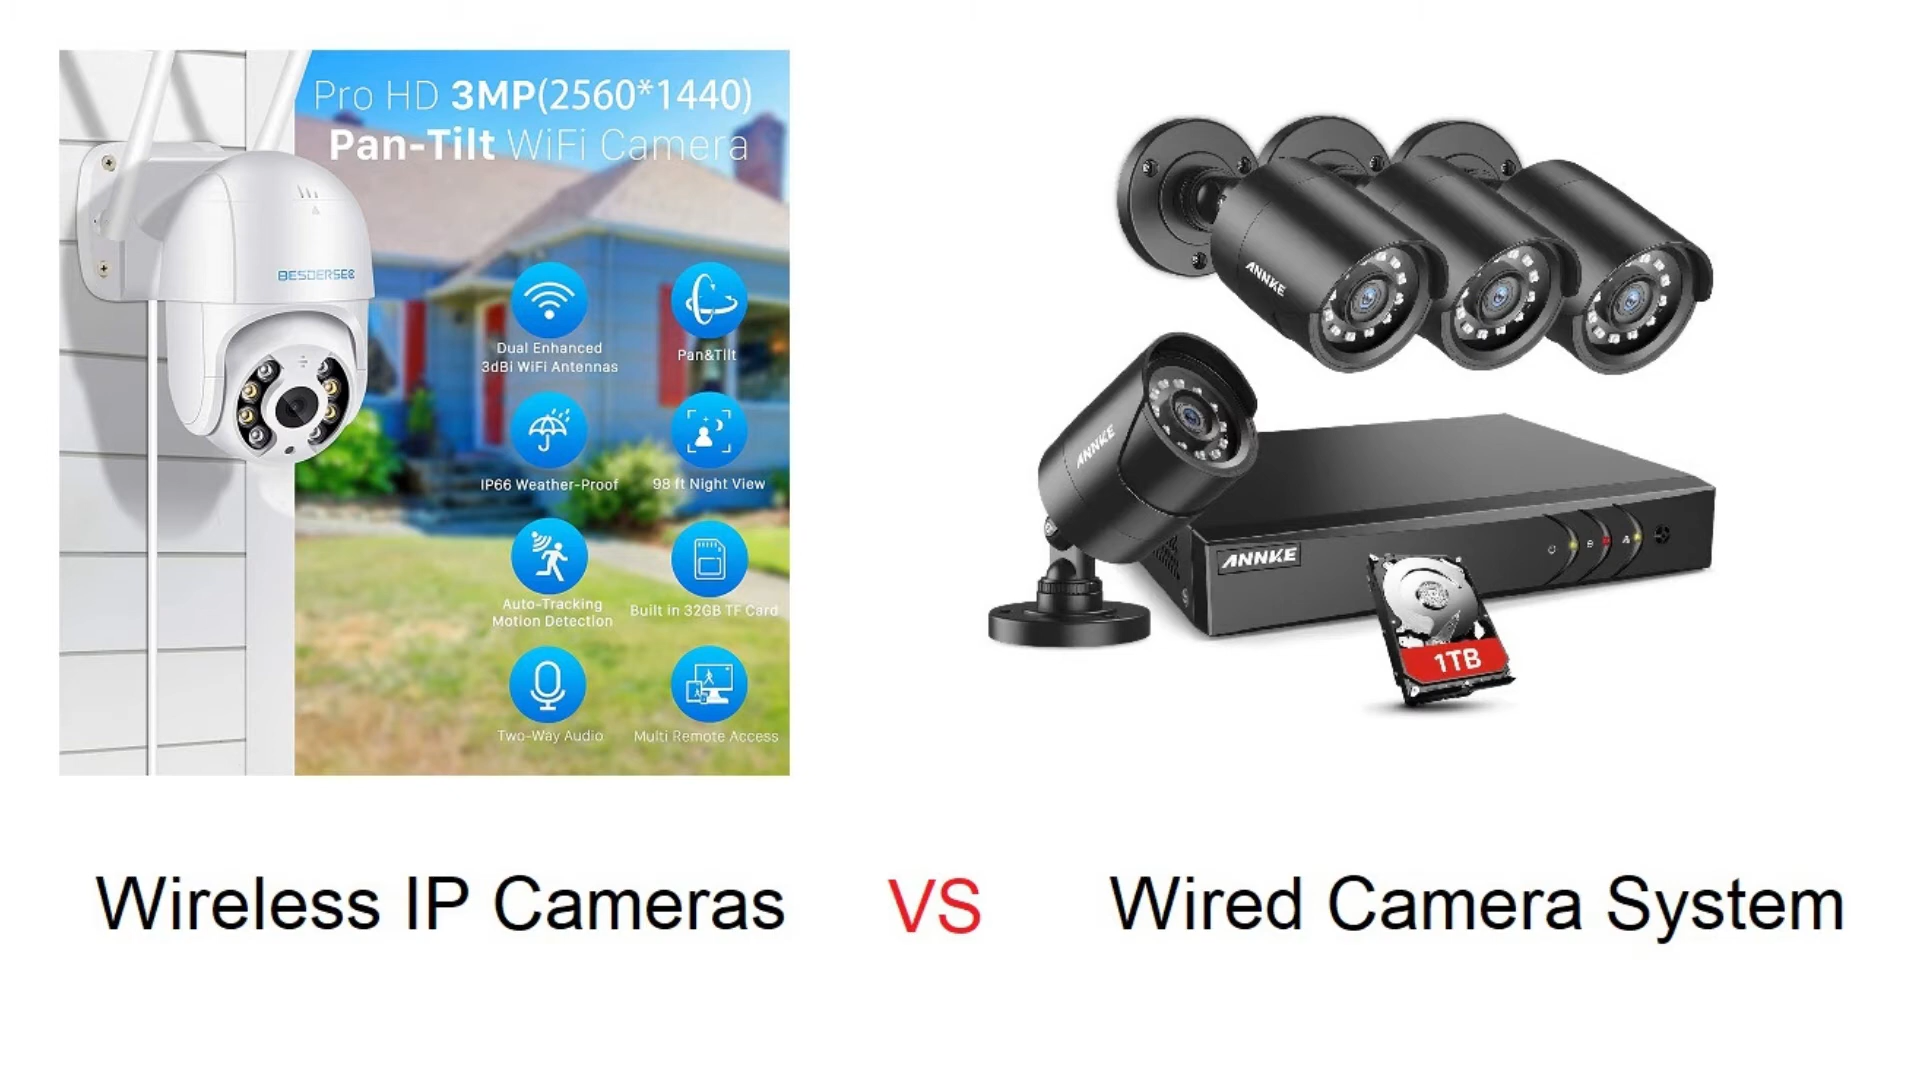 Pro HD 3MP(2560*1440)
Pan-Tilt WiFi Camera
BESDERSEC
Dual Enhanced
3dBi WiFi Antennas
Pan&Tilt
IP66 Weather-Proof
98 ft Night View
Auto-Tracking
Motion Detection
Built in 32GB TF Card
Two-Way Audio
Multi Remote Access
ANNKE
ANNKE
ANNKE
1TB
Wireless IP Cameras
VS
Wired Camera System